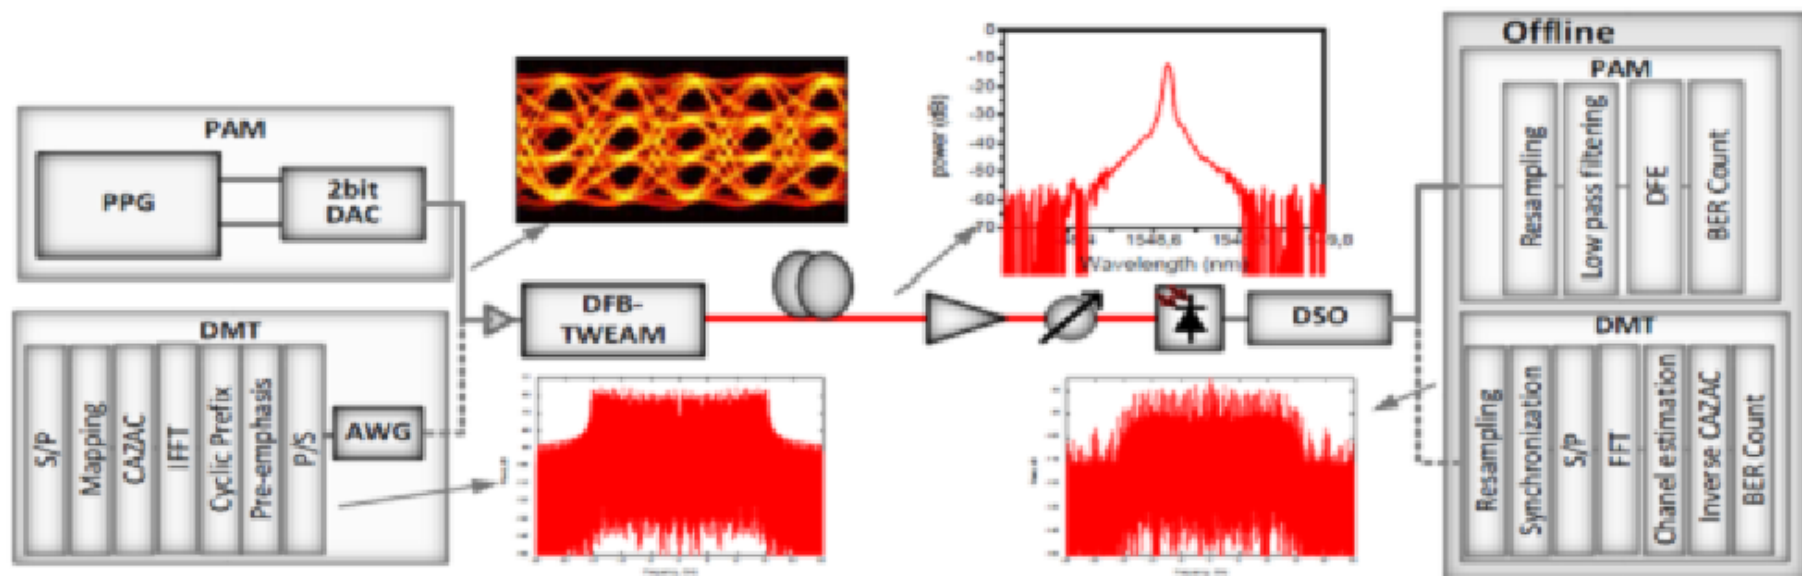 PAM
PPG
2bit
DAC
DMT
S/P
Mapping
CAZAC
IFFT
Cyclic Prefix
Pre-emphasis
P/S
AWG
DFB-
TWEAM
power (dB)
0
-10
-20
-30
-40
-50
-60
-70
1548,6
Wavelength (nm)
DSO
Offline
PAM
Resampling
Low pass filtering
DFE
BER Count
DMT
Resampling
Synchronization
S/P
FFT
Chanel estimation
Inverse CAZAC
BER Count